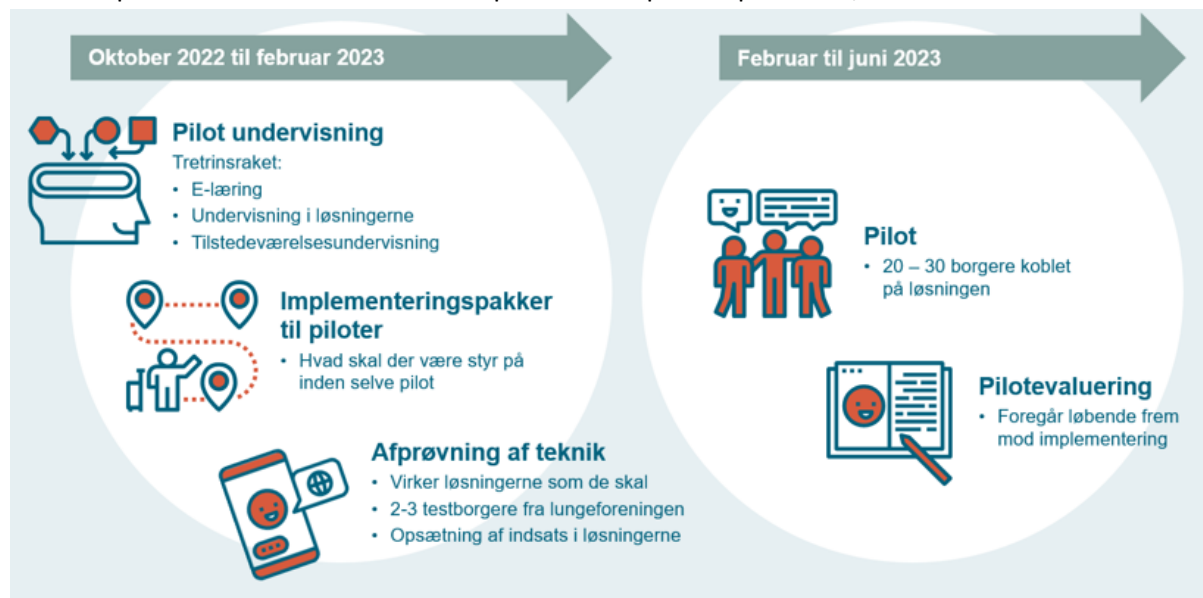 Oktober 2022 til februar 2023
Pilot undervisning
Tretrinsraket:
• E-læring
• Undervisning i løsningerne
• Tilstedeværelsesundervisning
Implementeringspakker
til piloter
• Hvad skal der være styr på
inden selve pilot
Afprøvning af teknik
• Virker løsningerne som de skal
• 2-3 testborgere fra lungeforeningen
• Opsætning af indsats i løsningerne
Februar til juni 2023
Pilot
• 20 – 30 borgere koblet
på løsningen
Pilotevaluering
• Foregår løbende frem
mod implementering